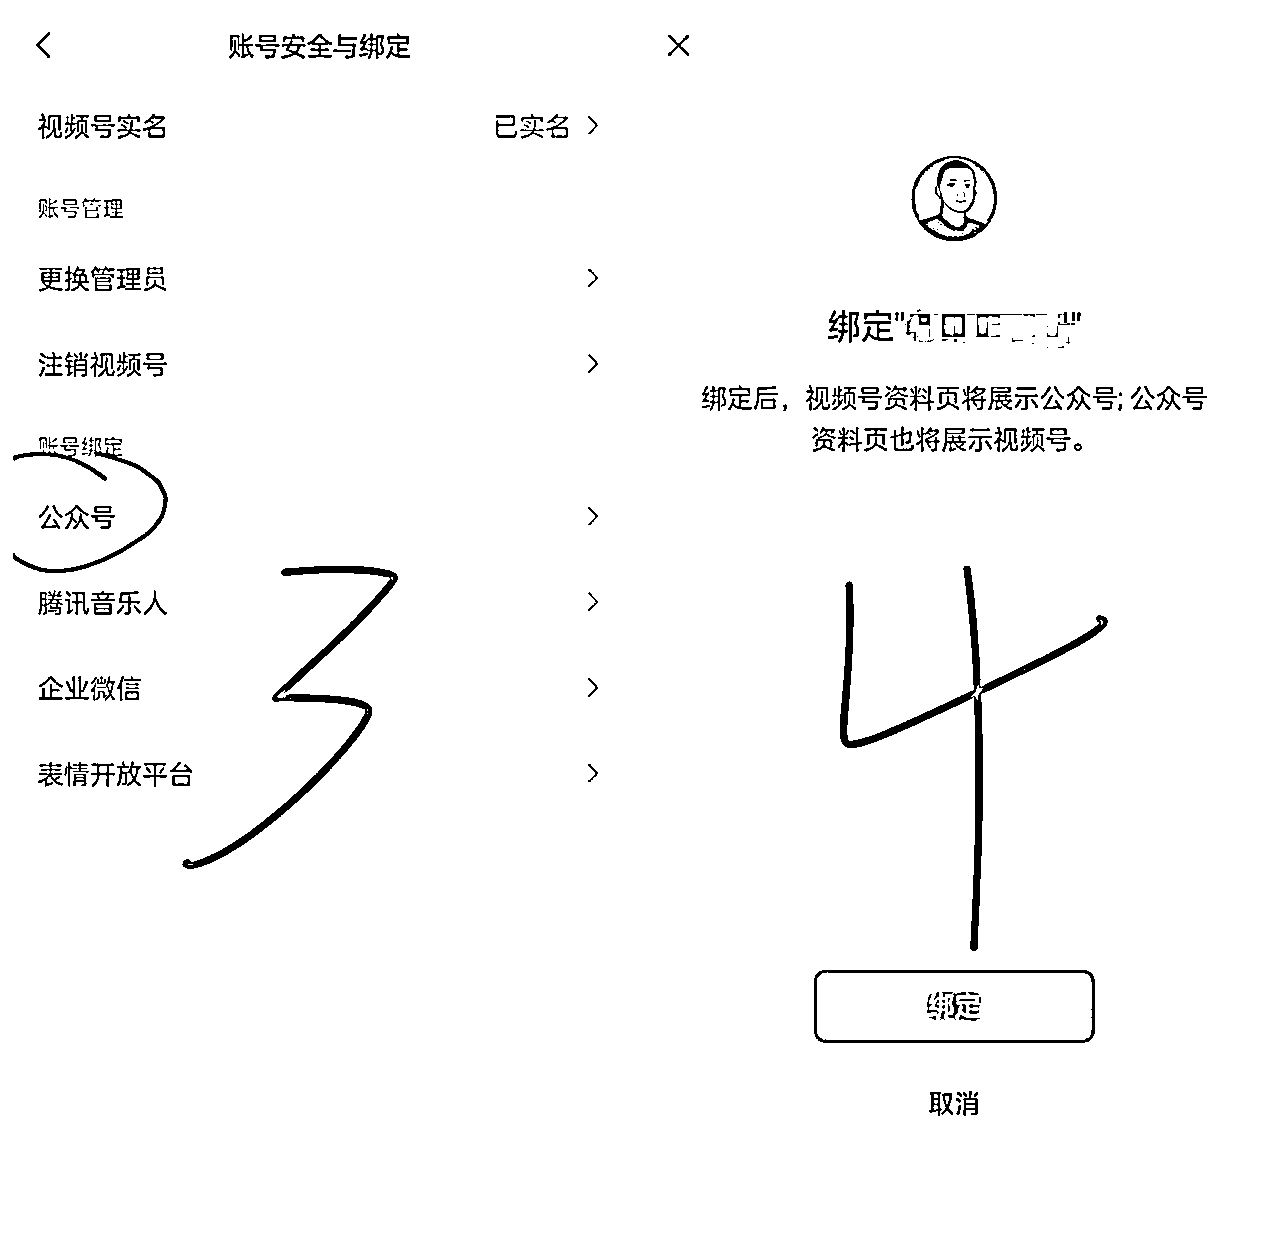 账号安全与绑定
视频号实名 已实名
账号管理
更换管理员
注销视频号
账号绑定
公众号
腾讯音乐人
企业微信
表情开放平台
3
绑定"
绑定后，视频号资料页将展示公众号; 公众号
资料页也将展示视频号。
4
绑定
取消